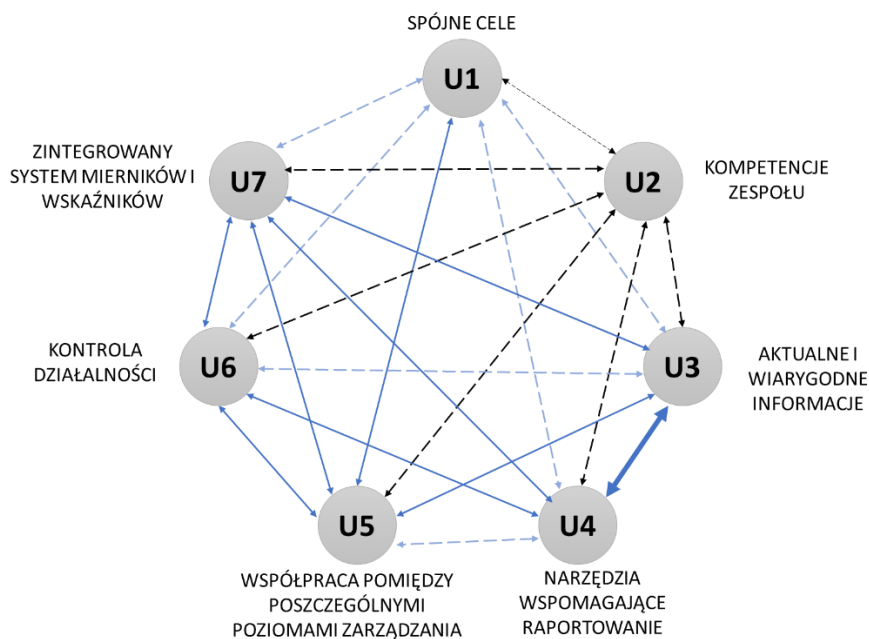 SPÓJNE CELE
U1
ZINTEGROWANY
SYSTEM MIERNIKÓW I
WSKAŹNIKÓW
U7
U2
KOMPETENCJE
ZESPOŁU
KONTROLA
DZIAŁALNOŚCI
U6
U3
AKTUALNE I
WIARYGODNE
INFORMACJE
U5
U4
WSPÓŁPRACA POMIĘDZY
POSZCZEGÓLNYMI
POZIOMAMI ZARZĄDZANIA
NARZĘDZIA
WSPOMAGAJĄCE
RAPORTOWANIE